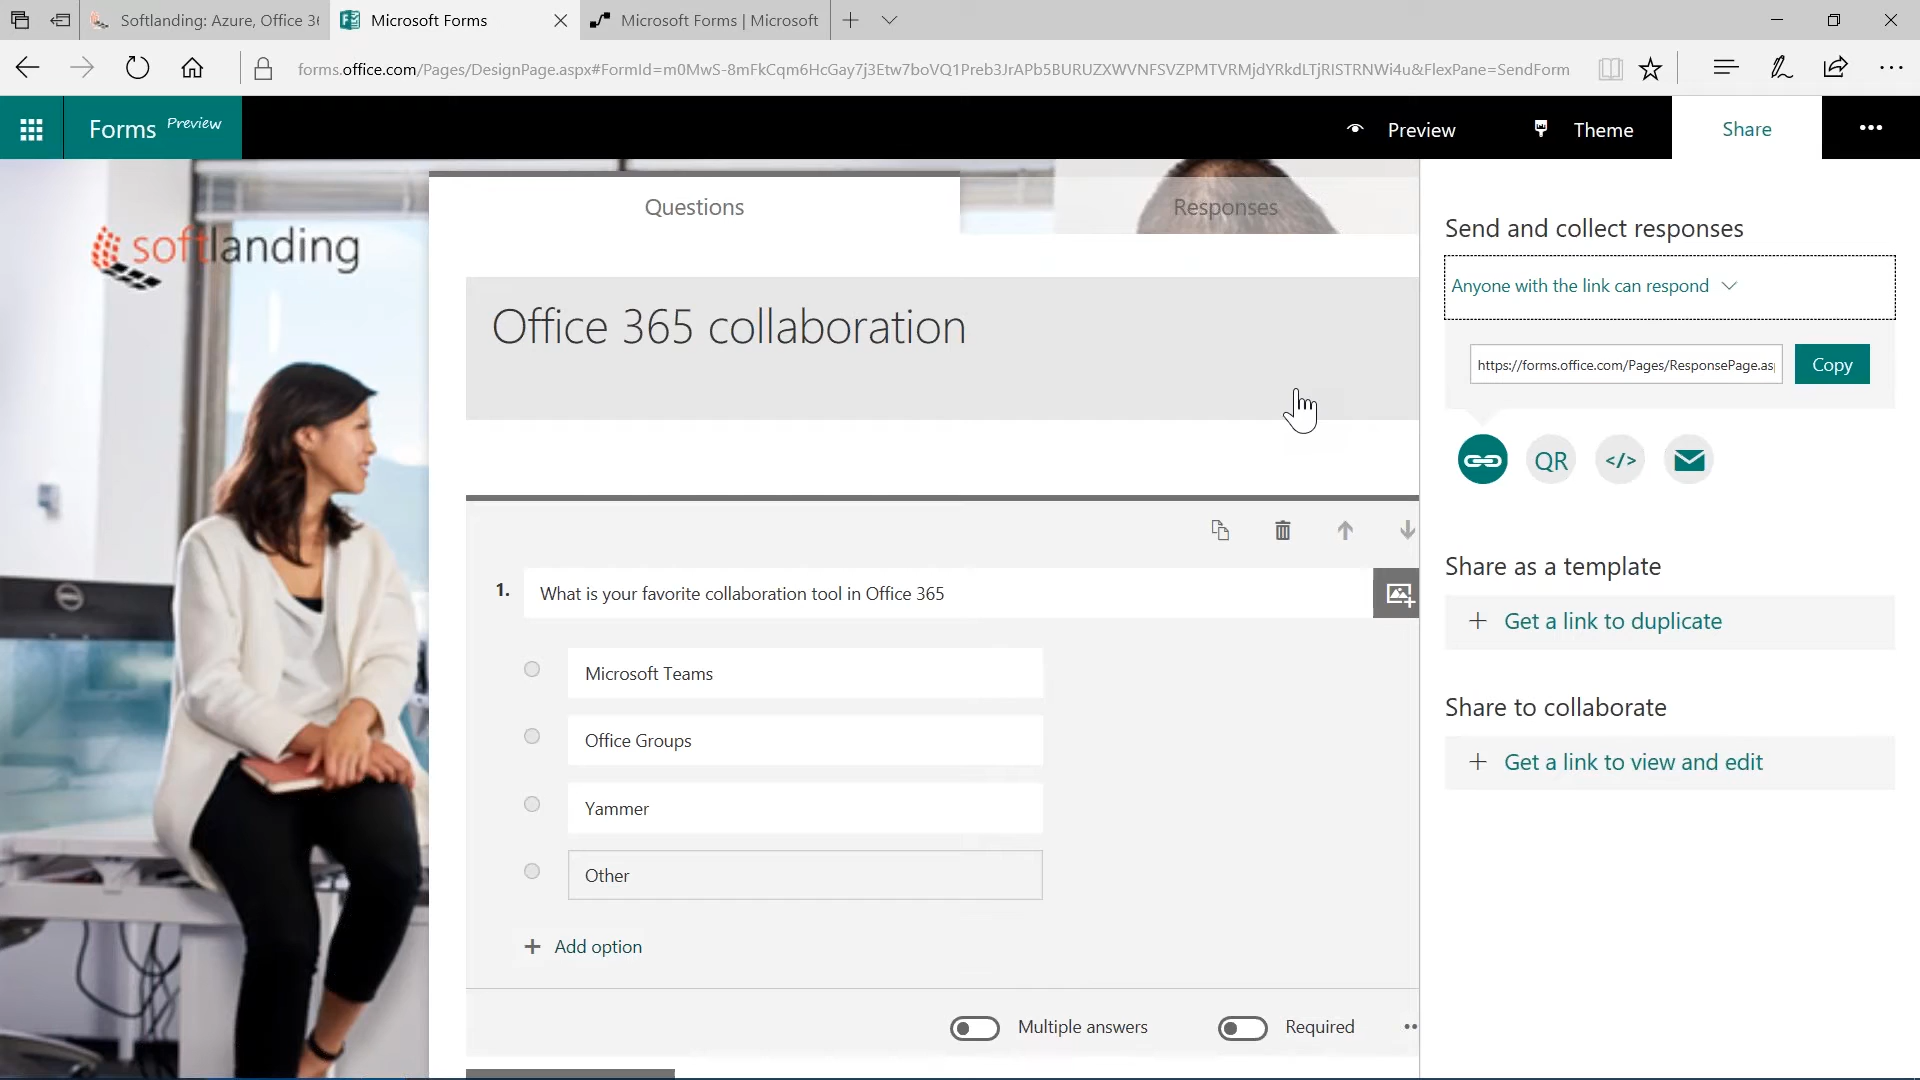 Softlanding: Azure, Office 36
Microsoft Forms
Microsoft Forms | Microsoft
forms.office.com/Pages/DesignPage.aspx#FormId=m0MwS-8mFkCqm6HcGay7j3Etw7boVQ1Preb3JrAPb5BURUZXWVNFSVZPMTVRMjdYRkdLTjRISTRNWi4u&FlexPane=SendForm
Forms Preview
Preview
Theme
Share
softlanding
Questions
Responses
Office 365 collaboration
1. What is your favorite collaboration tool in Office 365
Microsoft Teams
Office Groups
Yammer
Other
+ Add option
Multiple answers
Required
Send and collect responses
Anyone with the link can respond
https://forms.office.com/Pages/ResponsePage.as
Copy
QR
</>
Share as a template
+ Get a link to duplicate
Share to collaborate
+ Get a link to view and edit